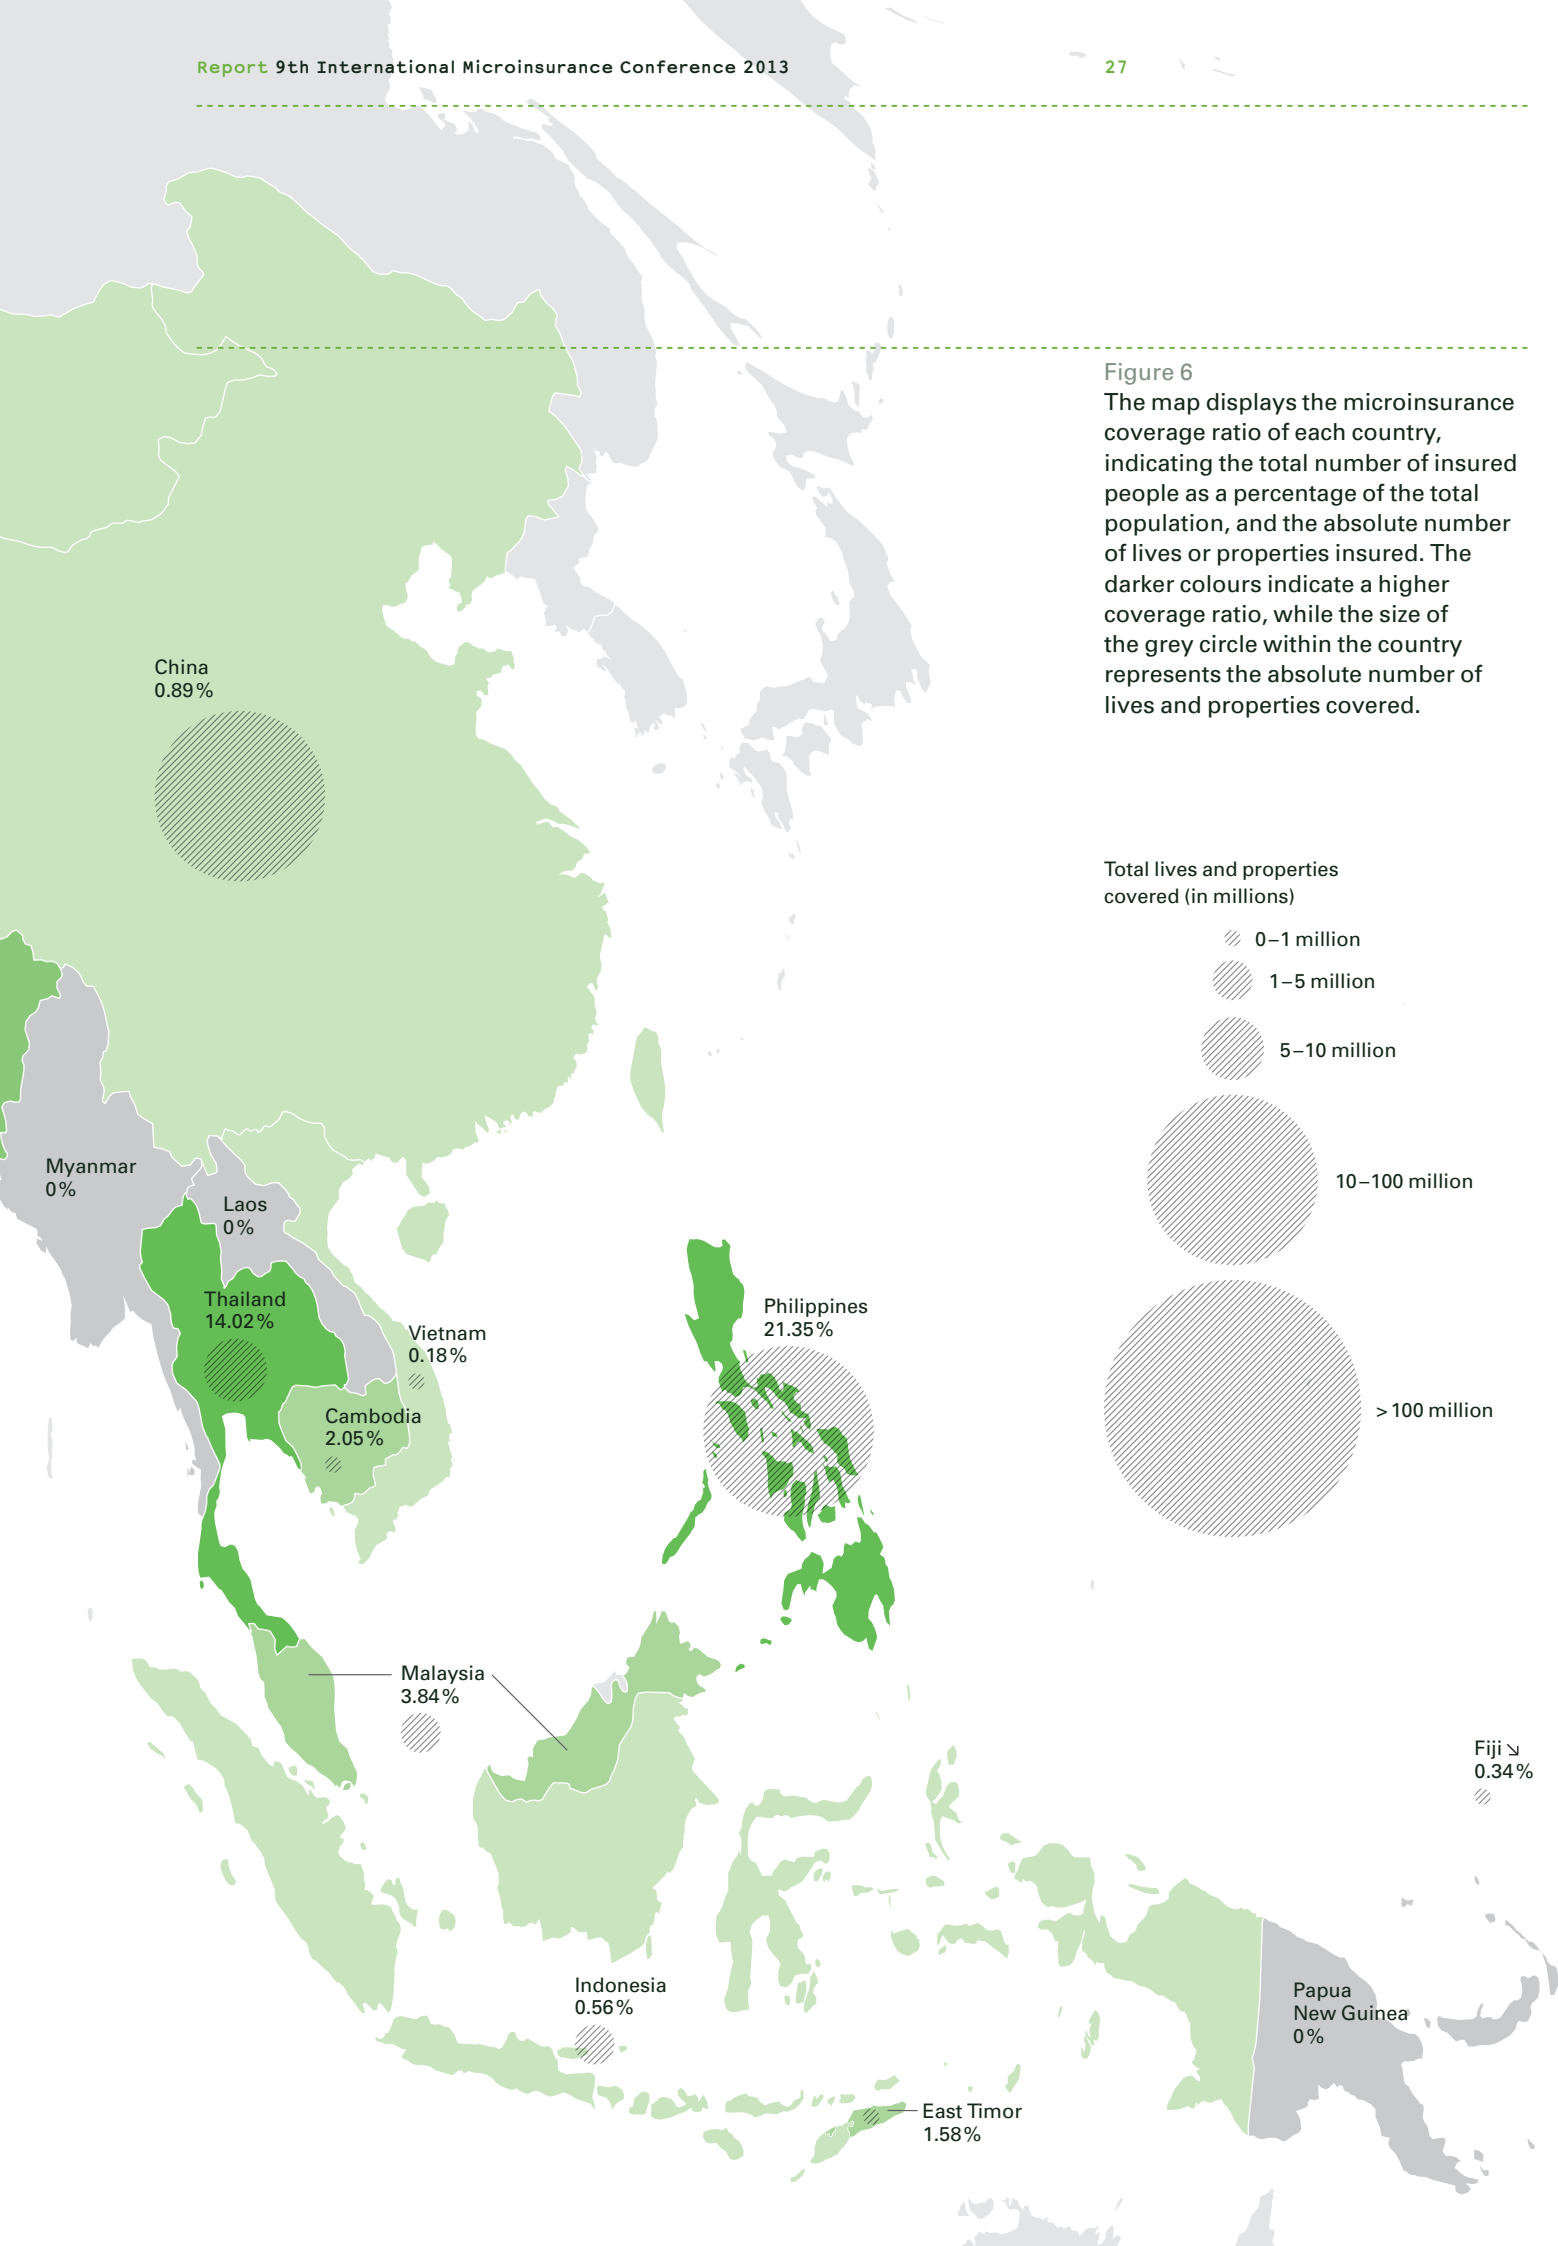 Report 9th International Microinsurance Conference 2013
27
Figure 6
The map displays the microinsurance
coverage ratio of each country,
indicating the total number of insured
people as a percentage of the total
population, and the absolute number
of lives or properties insured. The
darker colours indicate a higher
coverage ratio, while the size of
the grey circle within the country
represents the absolute number of
lives and properties covered.
China
0.89%
Total lives and properties
covered (in millions)
0–1 million
1–5 million
5–10 million
10–100 million
>100 million
Myanmar
0%
Laos
0%
Thailand
14.02%
Vietnam
0.18%
Cambodia
2.05%
Philippines
21.35%
Malaysia
3.84%
Fiji ↘
0.34%
Indonesia
0.56%
Papua
New Guinea
0%
East Timor
1.58%